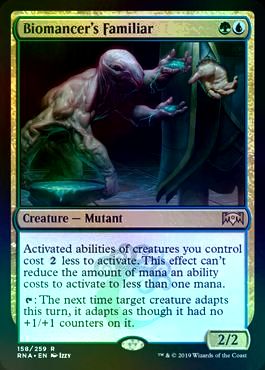 Biomancer's Familiar
Creature — Mutant
Activated abilities of creatures you control
cost 2 less to activate. This effect can't
reduce the amount of mana an ability
costs to activate to less than one mana.
: The next time target creature adapts
this turn, it adapts as though it had no
+1/+1 counters on it.
2/2
158/259 R
RNA • EN Izzy
™ & © 2019 Wizards of the Coast